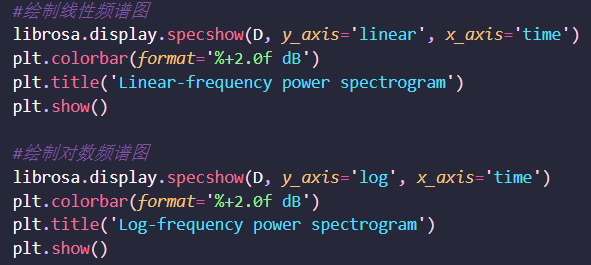 #绘制线性频谱图
librosa.display.specshow(D, y_axis='linear', x_axis='time')
plt.colorbar(format='%+2.0f dB')
plt.title('Linear-frequency power spectrogram')
plt.show()
#绘制对数频谱图
librosa.display.specshow(D, y_axis='log', x_axis='time')
plt.colorbar(format='%+2.0f dB')
plt.title('Log-frequency power spectrogram')
plt.show()